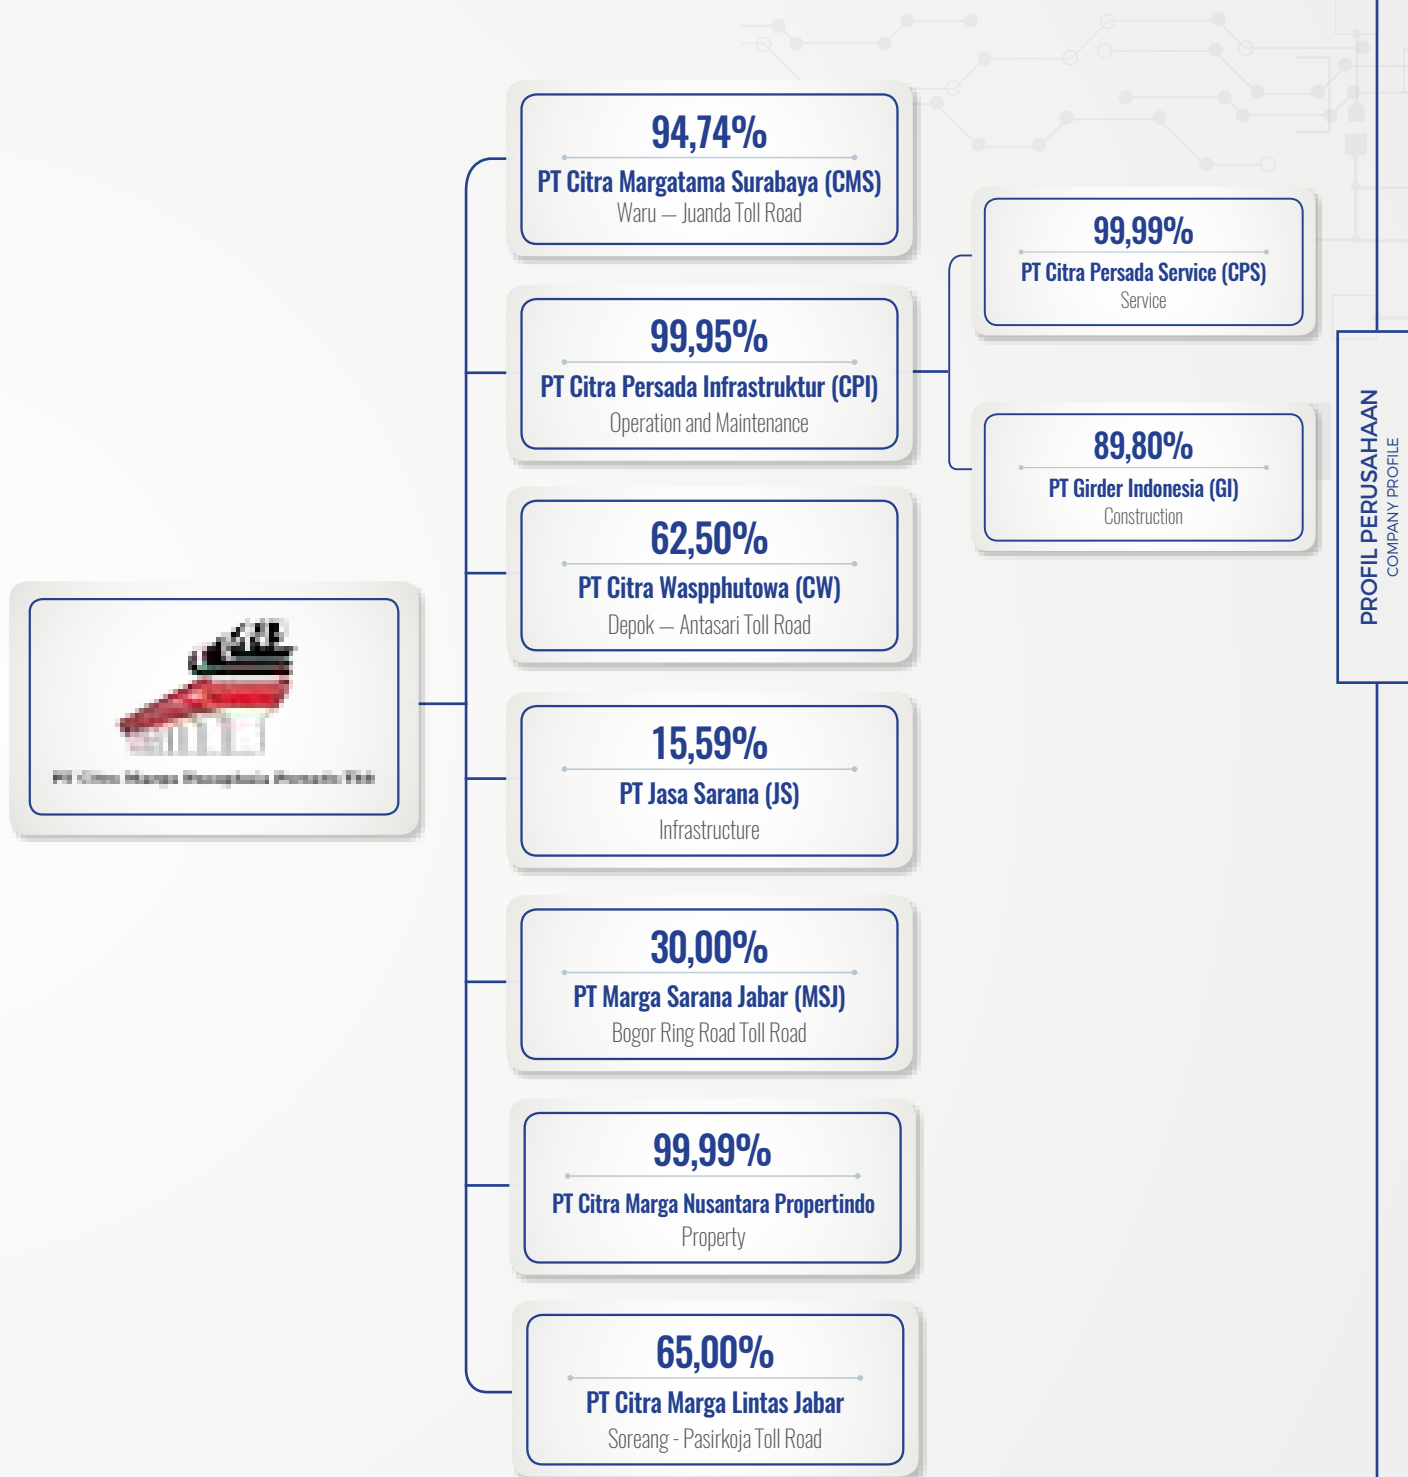 94,74%
PT Citra Margatama Surabaya (CMS)
Waru — Juanda Toll Road
99,95%
PT Citra Persada Infrastruktur (CPI)
Operation and Maintenance
99,99%
PT Citra Persada Service (CPS)
Service
89,80%
PT Girder Indonesia (GI)
Construction
62,50%
PT Citra Waspphutowa (CW)
Depok — Antasari Toll Road
PT Citra Marga
15,59%
PT Jasa Sarana (JS)
Infrastructure
30,00%
PT Marga Sarana Jabar (MSJ)
Bogor Ring Road Toll Road
99,99%
PT Citra Marga Nusantara Propertindo
Property
65,00%
PT Citra Marga Lintas Jabar
Soreang - Pasirkoja Toll Road
PROFIL PERUSAHAAN
COMPANY PROFILE